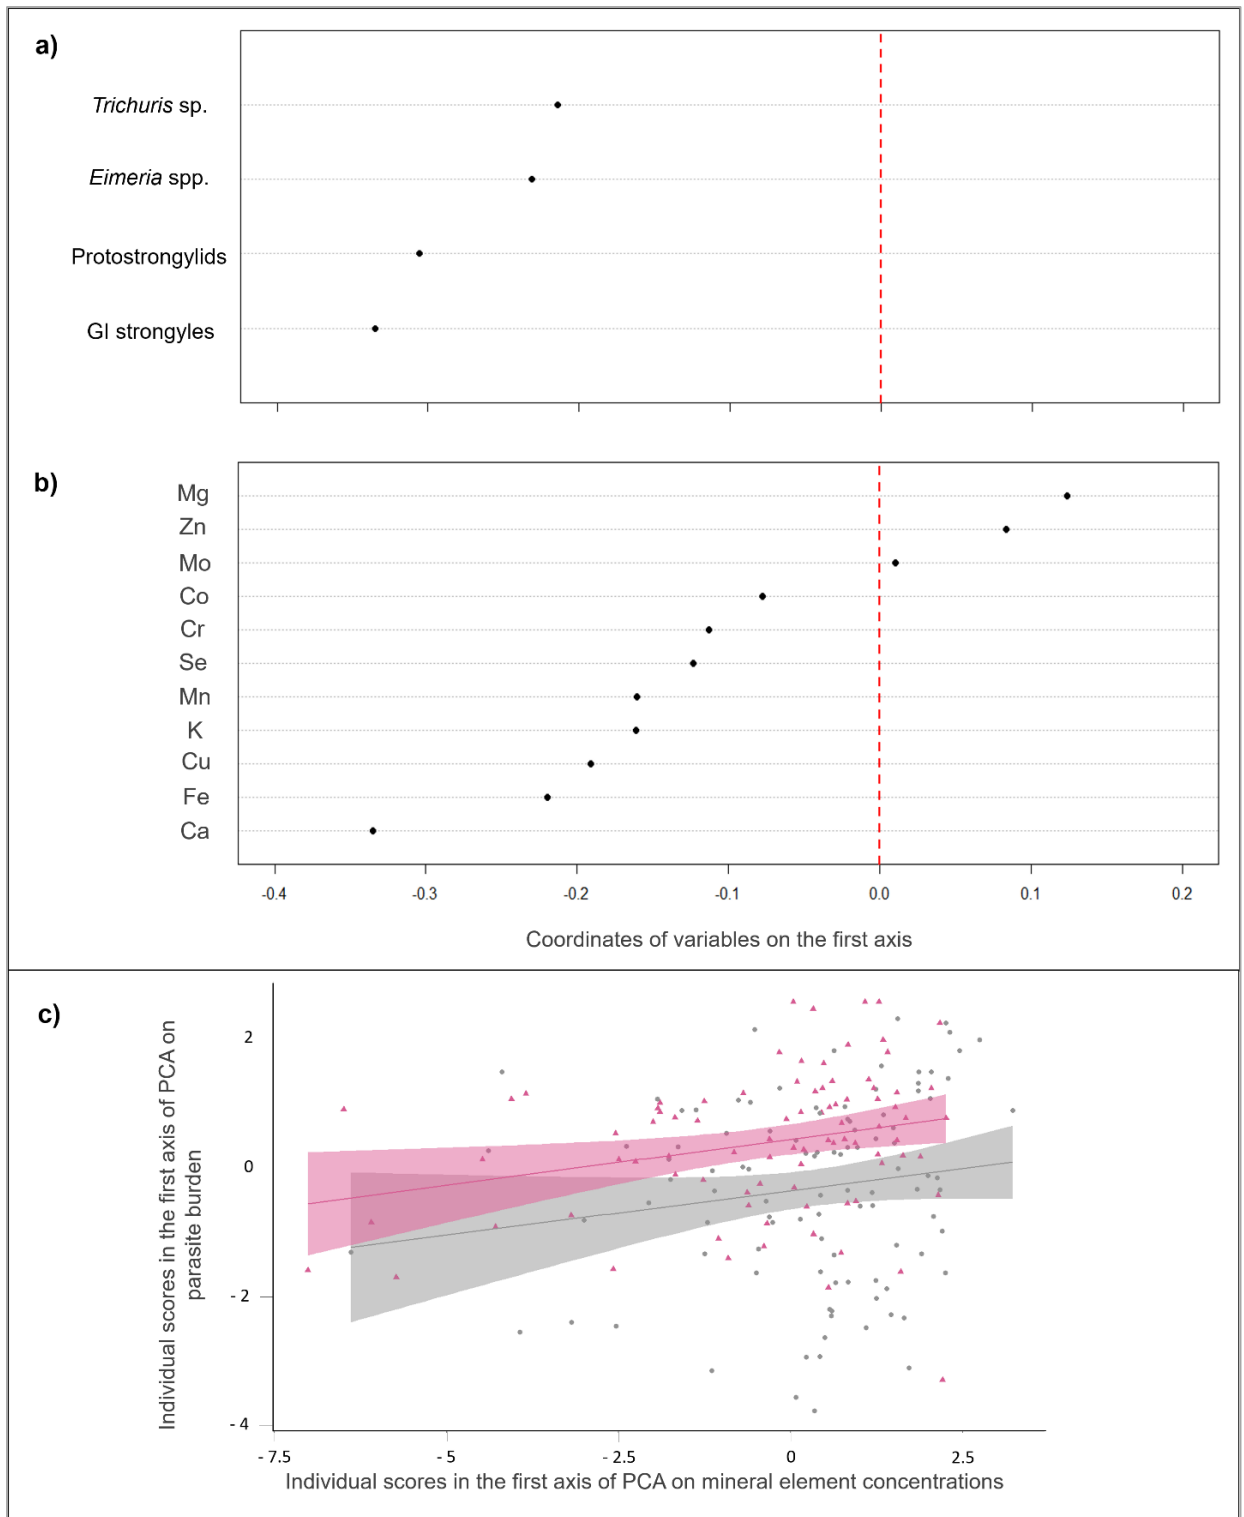 a)
Trichuris sp.
Eimeria spp.
Protostrongylids
GI strongyles
b)
Mg
Zn
Mo
Co
Cr
Se
Mn
K
Cu
Fe
Ca
-0.4 -0.3 -0.2 -0.1 0.0 0.1 0.2
Coordinates of variables on the first axis
c)
Individual scores in the first axis of PCA on
parasite burden
2
0
- 2
- 4
- 7.5 - 5 - 2.5 0 2.5
Individual scores in the first axis of PCA on mineral element concentrations